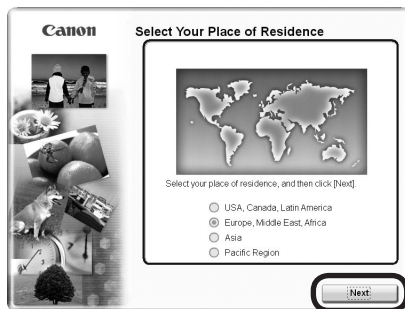 Canon
Select Your Place of Residence
Select your place of residence, and then click [Next].
USA, Canada, Latin America
Europe, Middle East, Africa
Asia
Pacific Region
Next